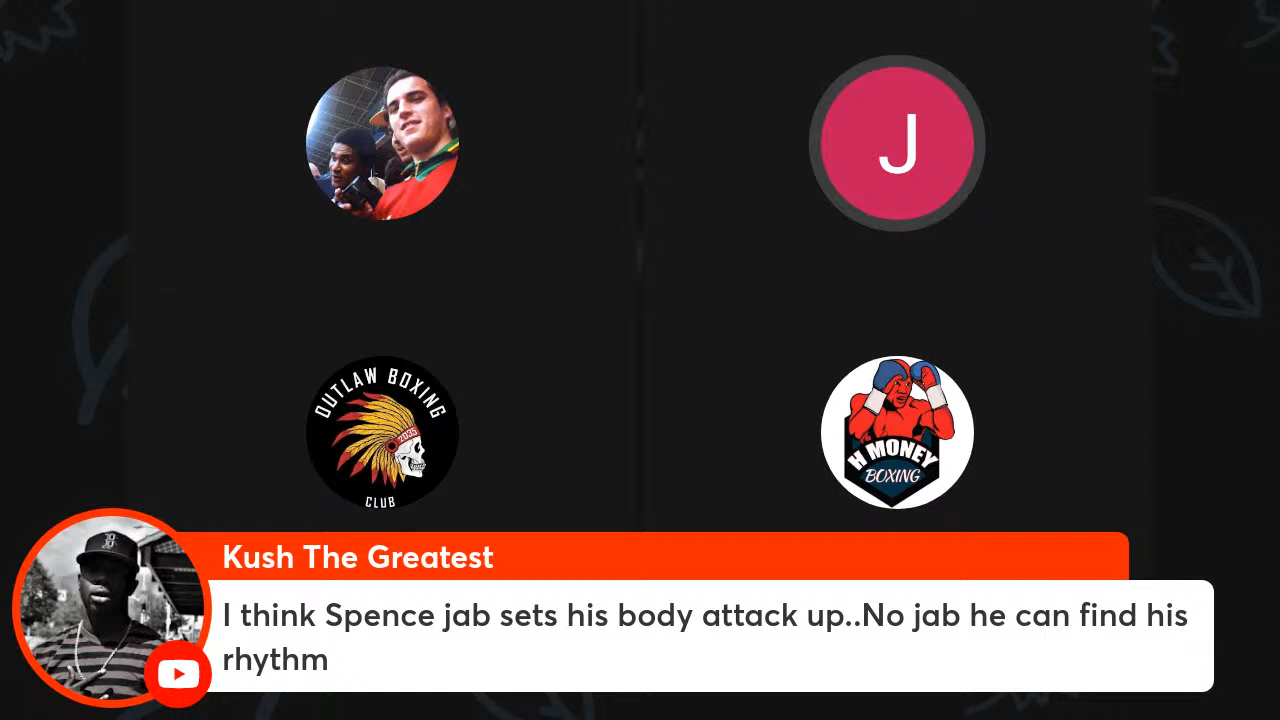 J
OUTLAW BOXING
2035
CLUB
H MONEY
BOXING
Kush The Greatest
I think Spence jab sets his body attack up..No jab he can find his
rhythm